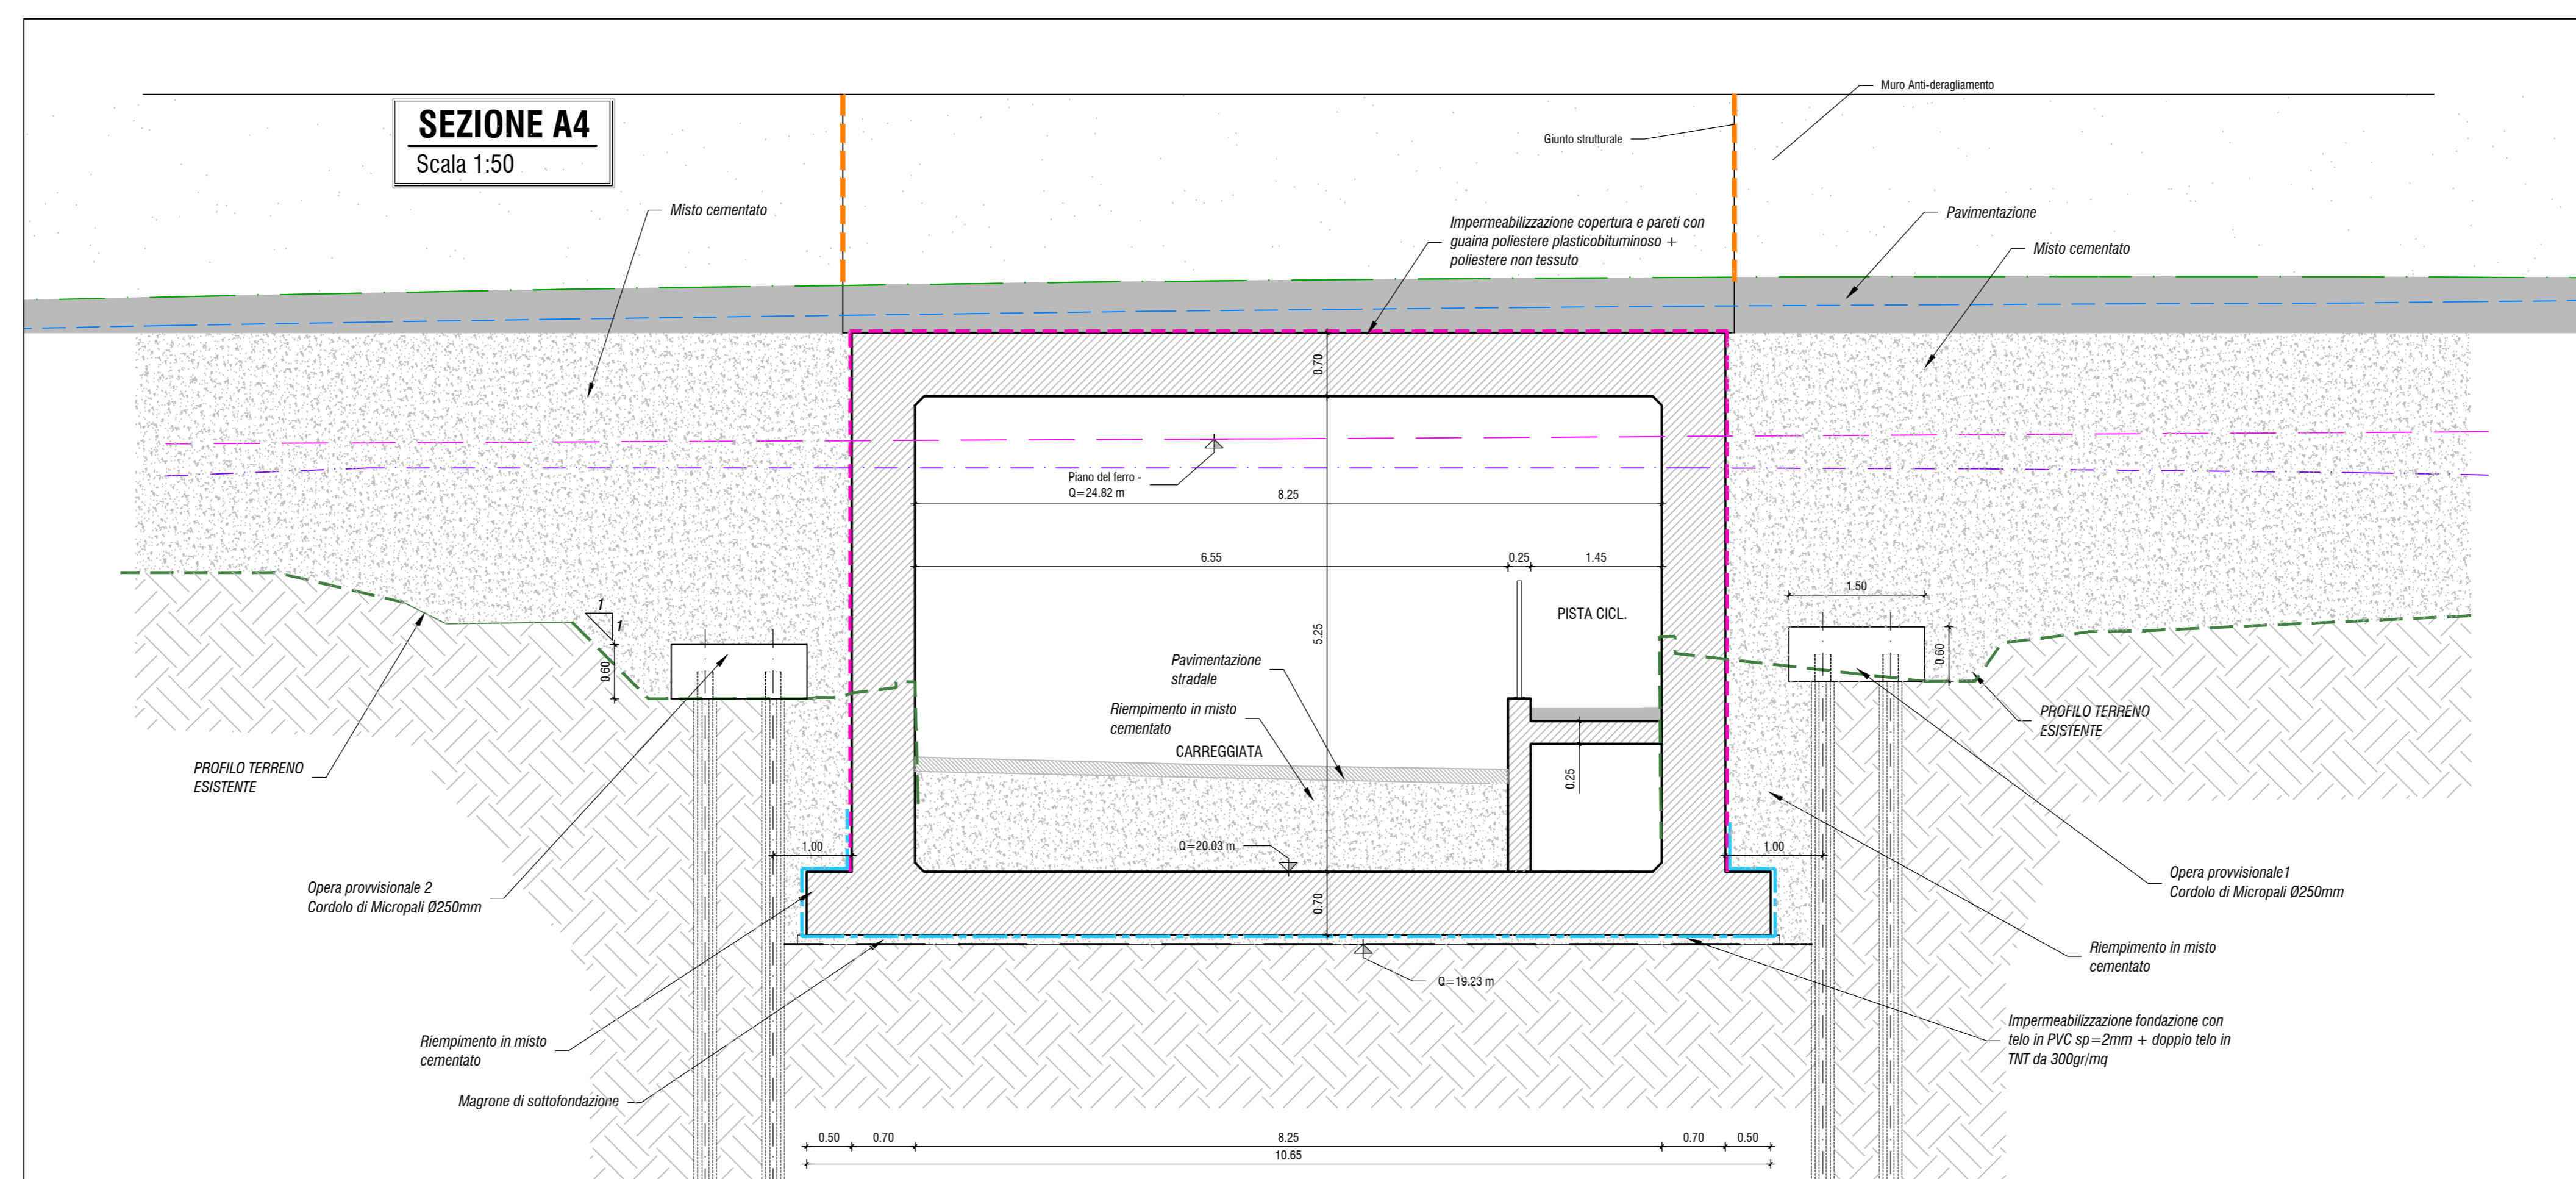 SEZIONE A4
Scala 1:50
Muro Anti-deragliamento
Giunto strutturale
Misto cementato
Impermeabilizzazione copertura e pareti con
guaina poliestere plasticobituminoso +
poliestere non tessuto
Pavimentazione
Misto cementato
0.70
Piano del ferro -
Q=24.82 m
8.25
6.55
0.25
1.45
1.50
1
1
0.60
5.25
PISTA CICL.
0.60
Pavimentazione
stradale
Riempimento in misto
cementato
CARREGGIATA
0.25
PROFILO TERRENO
ESISTENTE
PROFILO TERRENO
ESISTENTE
1.00
Q=20.03 m
1.00
Opera provvisionale 2
Cordolo di Micropali Ø250mm
0.70
Opera provvisionale1
Cordolo di Micropali Ø250mm
Q=19.23 m
Riempimento in misto
cementato
Riempimento in misto
cementato
Impermeabilizzazione fondazione con
telo in PVC sp=2mm + doppio telo in
TNT da 300gr/mq
Magrone di sottofondazione
0.50
0.70
8.25
0.70
0.50
10.65